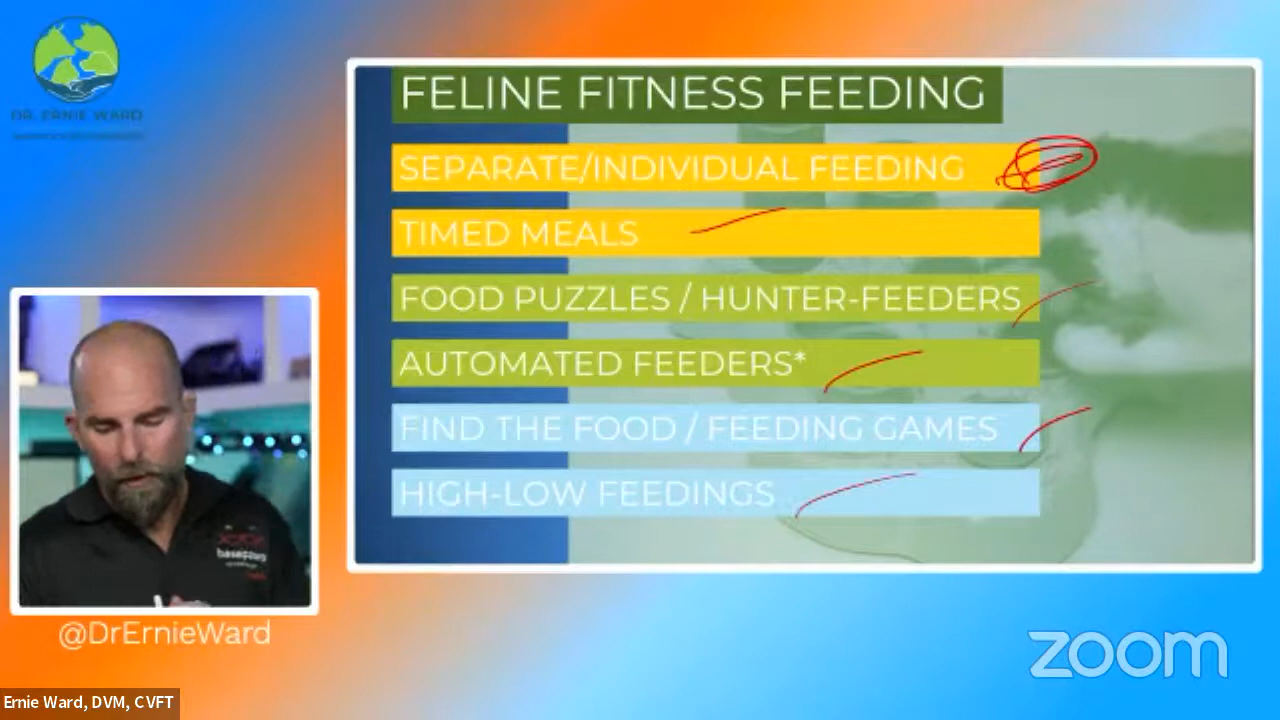 DR. ERNIE WARD
FELINE FITNESS FEEDING
SEPARATE/INDIVIDUAL FEEDING
TIMED MEALS
FOOD PUZZLES / HUNTER-FEEDERS
AUTOMATED FEEDERS*
FIND THE FOOD / FEEDING GAMES
HIGH-LOW FEEDINGS
basepaws
@DrErnieWard
zoom
Ernie Ward, DVM, CVFT